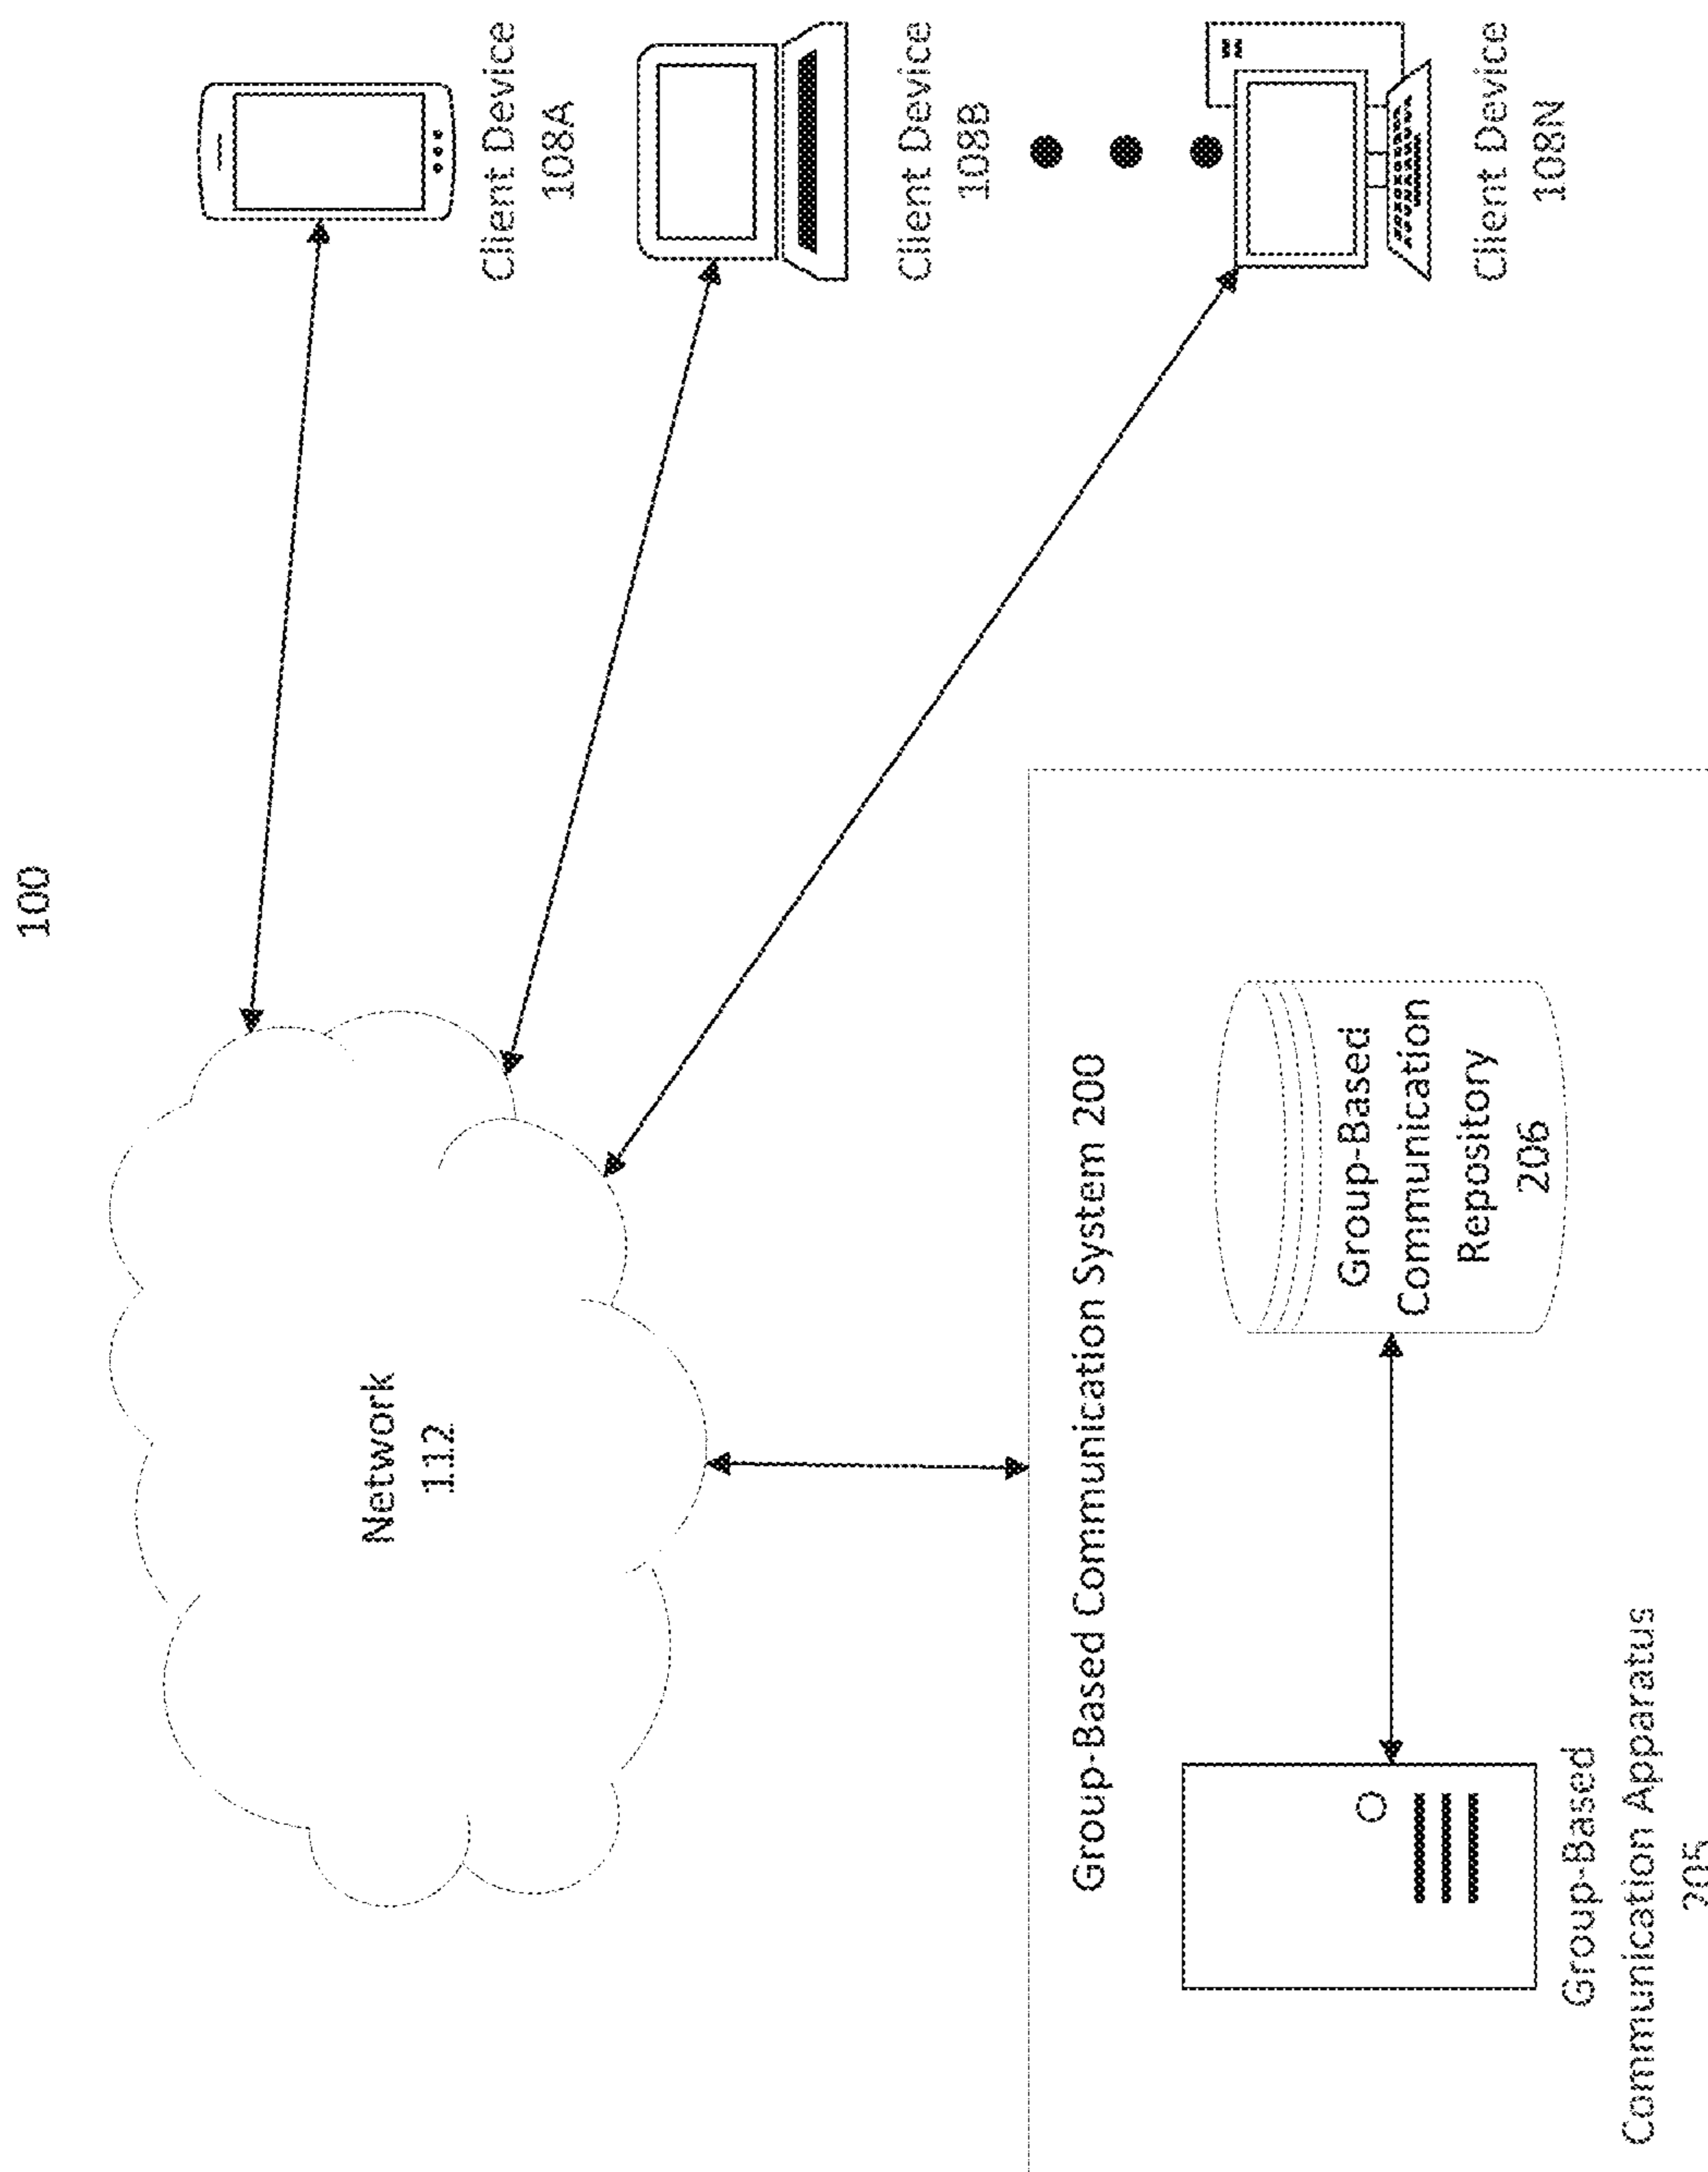 100
Network
112
Client Device
108A
Client Device
108B
Group-Based Communication System 200
Group-Based
Communication
Repository
206
Client Device
108N
Group-Based
Communication Apparatus
205